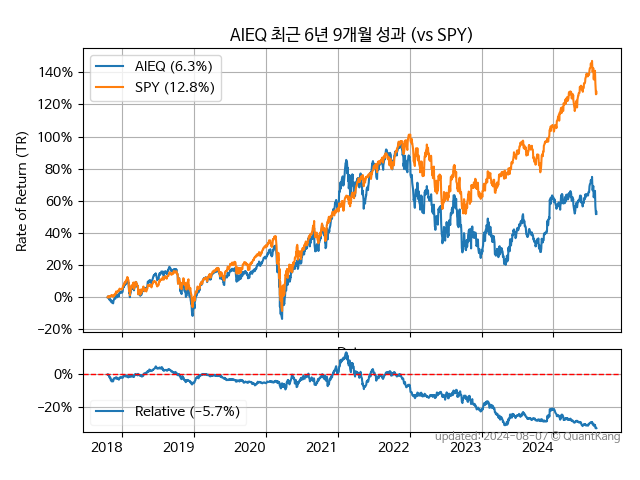 AIEQ 최근 6년 9개월 성과 (vs SPY)
AIEQ (6.3%)
SPY (12.8%)
Rate of Return (TR)
140%
120%
100%
80%
60%
40%
20%
0%
−20%
0%
−20%
Relative (−5.7%)
updated: 2024-08-07 © QuantKang
2018 2019 2020 2021 2022 2023 2024